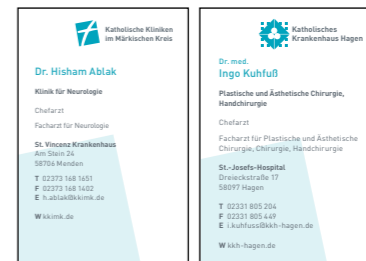 Katholische Kliniken
im Märkischen Kreis
Dr. Hisham Ablak
Klinik für Neurologie
Chefarzt
Facharzt für Neurologie
St. Vincenz Krankenhaus
Am Stein 24
58706 Menden
T 02373 168 1651
F 02373 168 1402
E h.ablak@kkimk.de
W kkimk.de
Katholisches
Krankenhaus Hagen
Dr. med.
Ingo Kuhfuß
Plastische und Ästhetische Chirurgie,
Handchirurgie
Chefarzt
Facharzt für Plastische und Ästhetische
Chirurgie, Chirurgie, Handchirurgie
St.-Josefs-Hospital
Dreieckstraße 17
58097 Hagen
T 02331 805 204
F 02331 805 449
E i.kuhfuss@kkh-hagen.de
W kkh-hagen.de